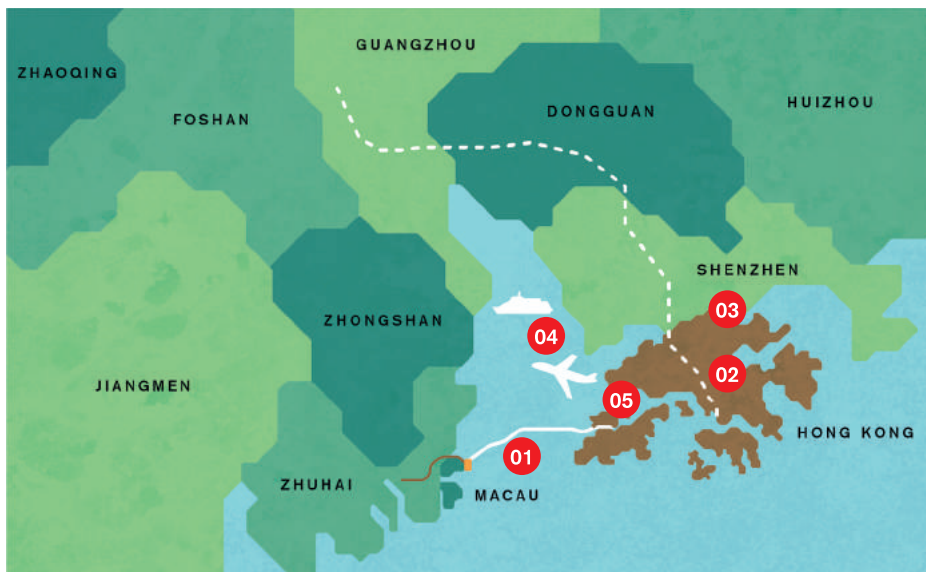 GUANGZHOU
ZHAOQING
DONGGUAN
HUIZHOU
FOSHAN
SHENZHEN
03
ZHONGSHAN
04
02
JIANGMEN
05
HONG KONG
01
ZHUHAI
MACAU